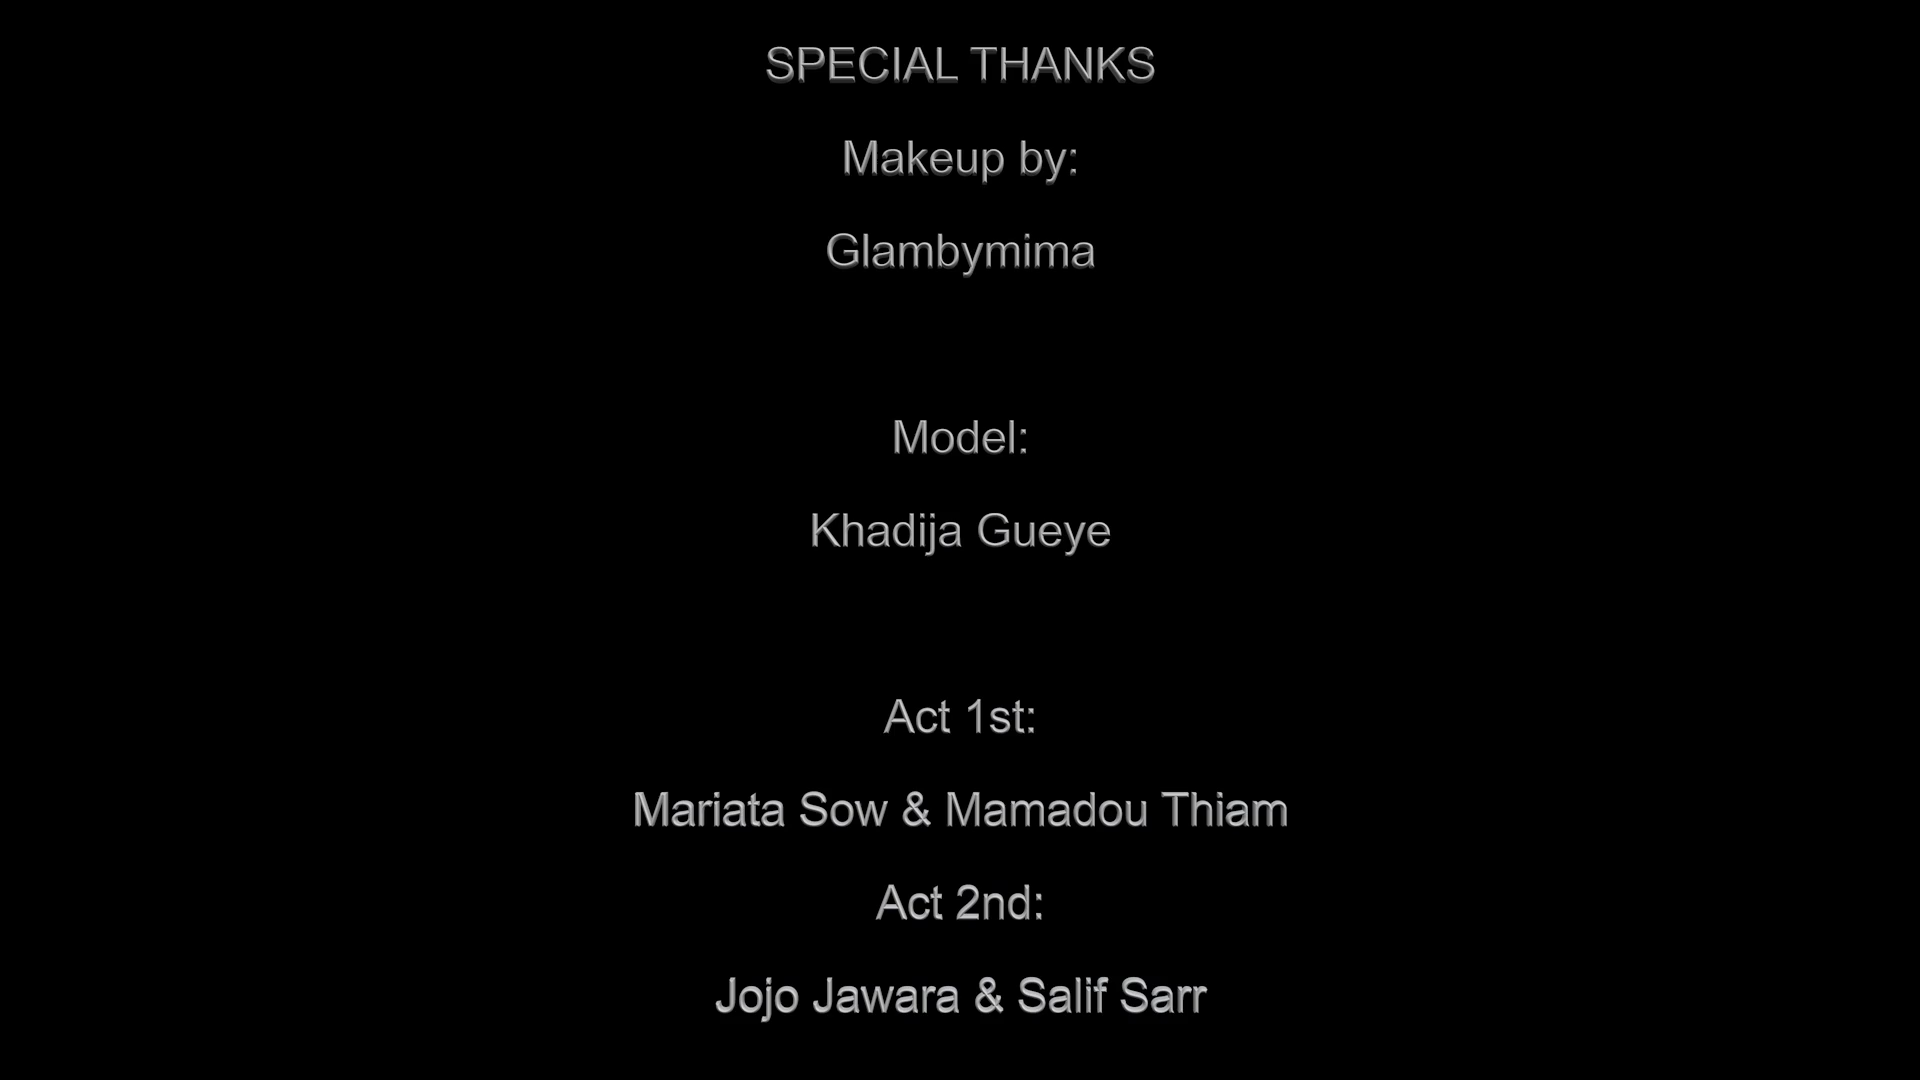 SPECIAL THANKS
Makeup by:
Glambymima
Model:
Khadija Gueye
Act 1st:
Mariata Sow & Mamadou Thiam
Act 2nd:
Jojo Jawara & Salif Sarr